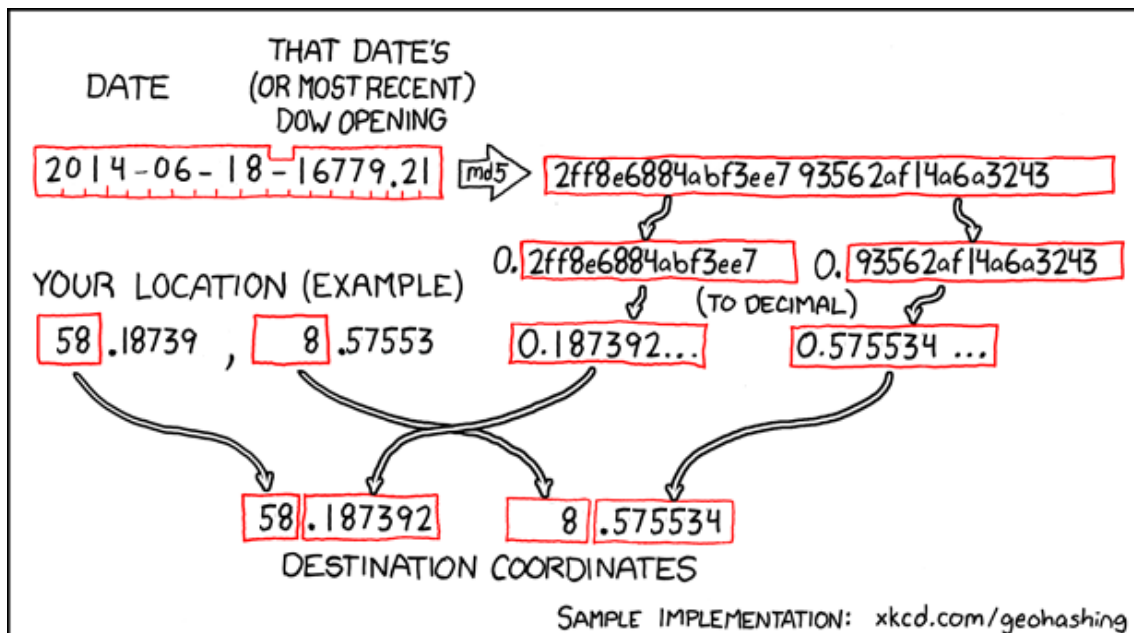 DATE
THAT DATE'S
(OR MOST RECENT)
DOW OPENING
2014-06-18-16779.21
md5
2ff8e6884abf3ee793562af14a6a3243
YOUR LOCATION (EXAMPLE)
58.18739, 8.57553
0.2ff8e6884abf3ee7
0.93562af14a6a3243
(TO DECIMAL)
0.187392...
0.575534...
58.187392
8.575534
DESTINATION COORDINATES
SAMPLE IMPLEMENTATION: xkcd.com/geohashing